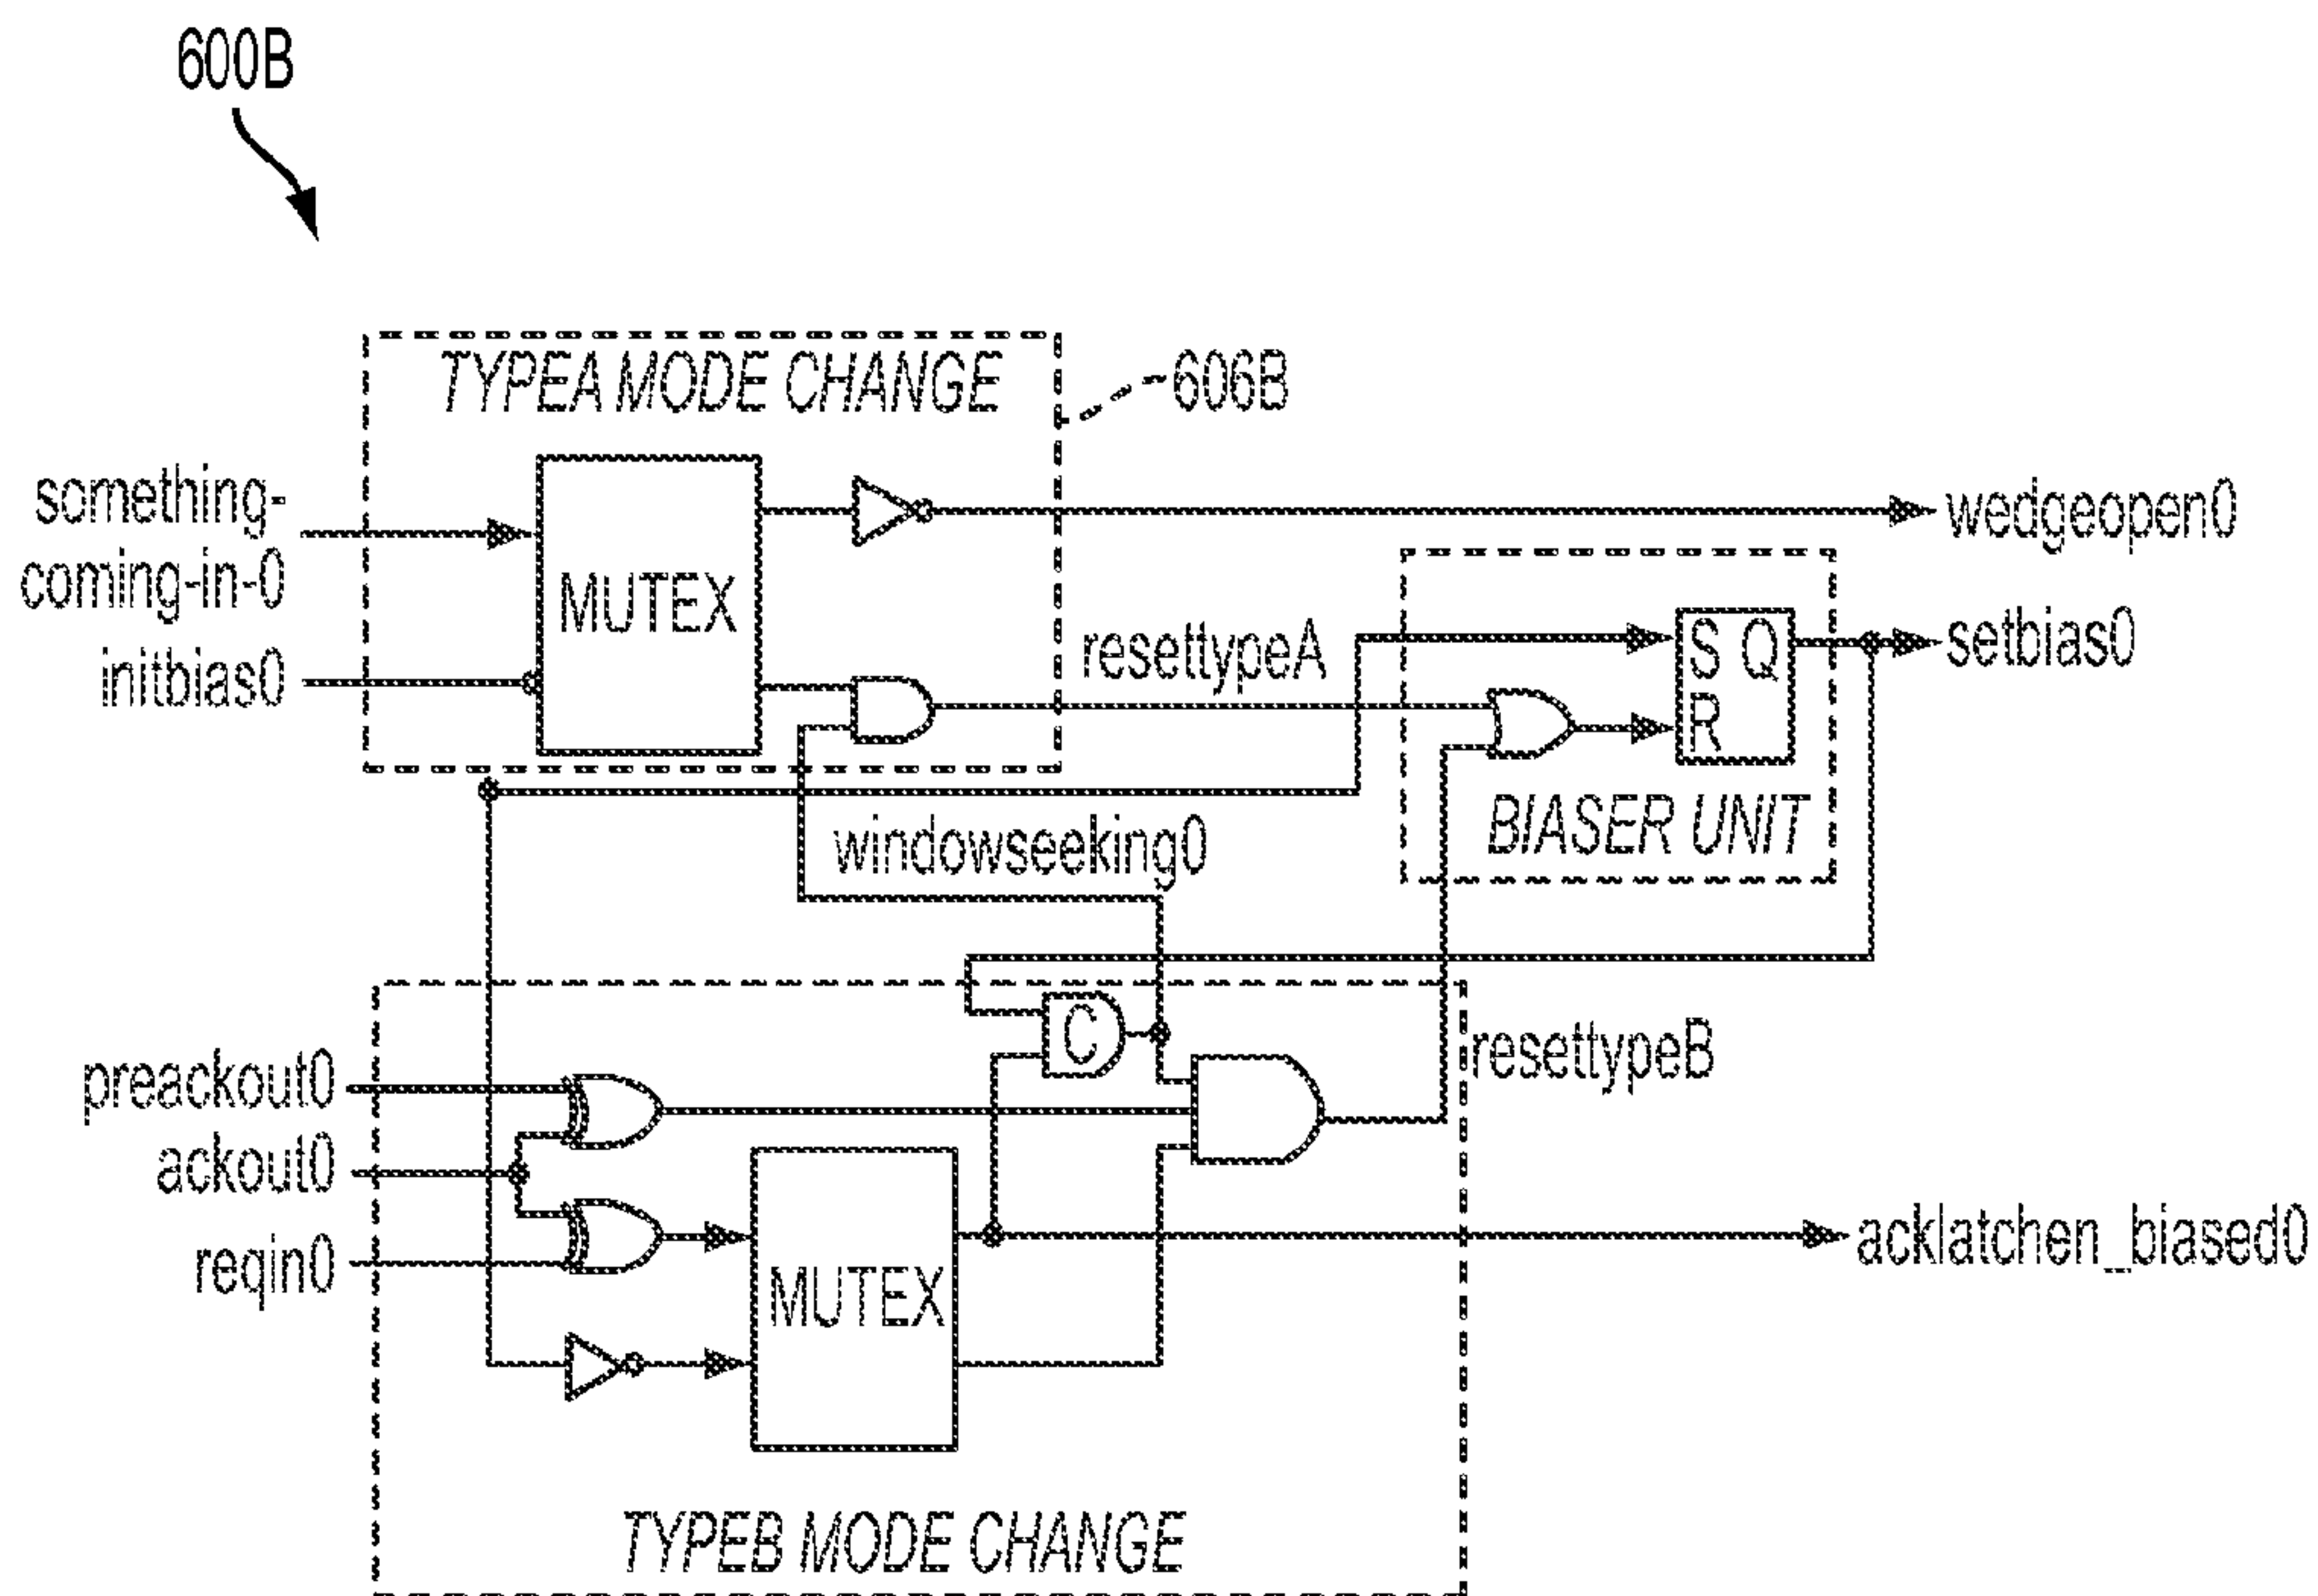 600B
TYPEA MODE CHANGE
606B
something-
coming-in-0
initbias0
MUTEX
wedgeopen0
resettypeA
S Q
R
setbias0
BIASER UNIT
windowseeking0
C
preackout0
ackout0
reqin0
resettypeB
MUTEX
acklatchen_biased0
TYPEB MODE CHANGE